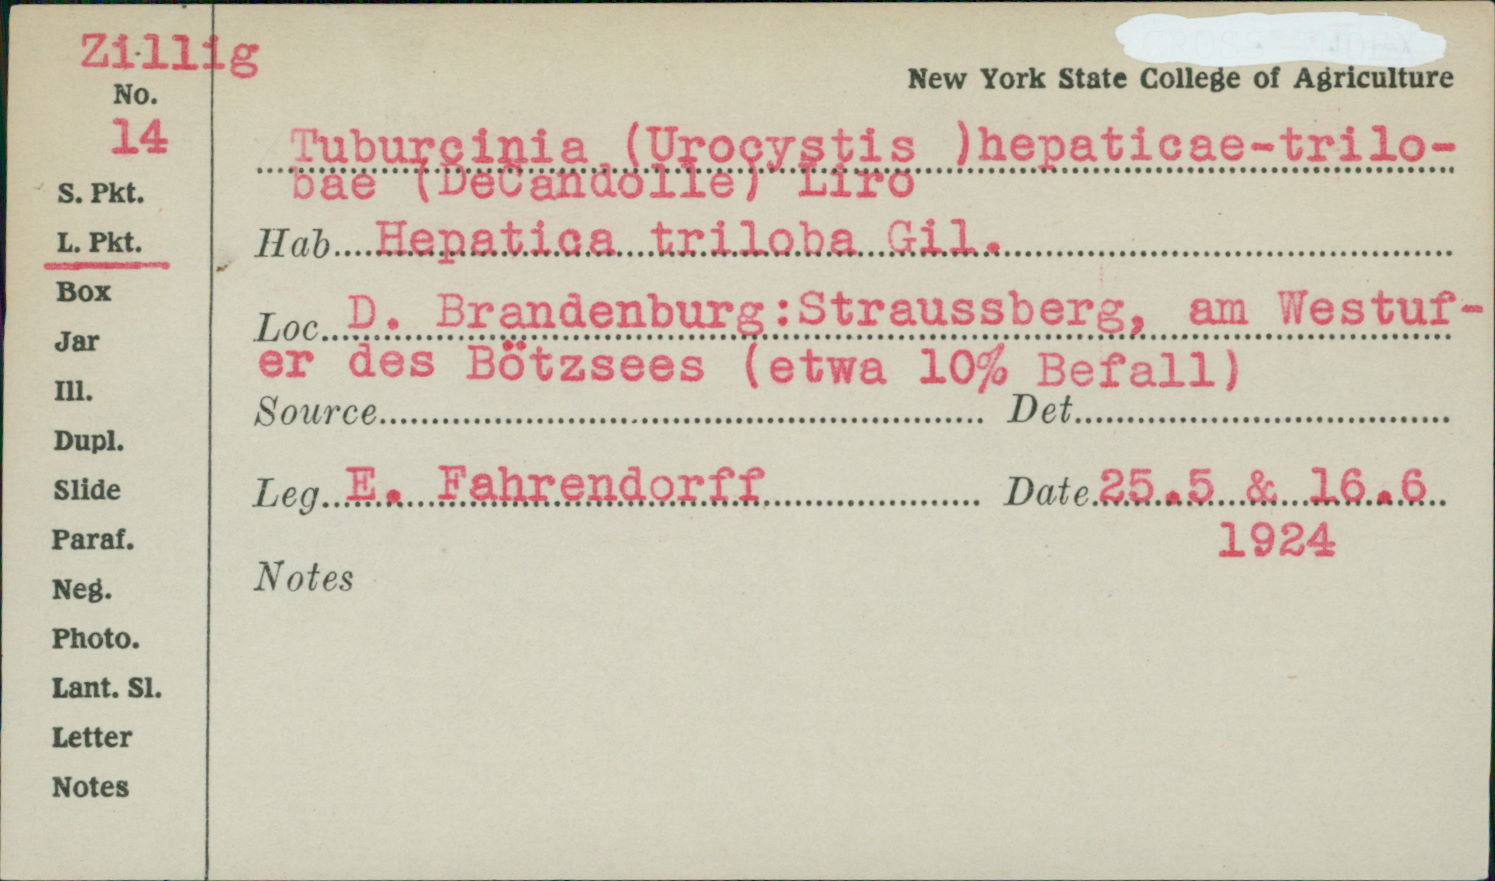 Zillig
New York State College of Agriculture
No.
14
Tuburcinia (Urocystis )hepaticae-trilo-
bae (DeCandolle) Liro
S. Pkt.
L. Pkt.
Hab Hepatica triloba Gil.
Box
Loc D. Brandenburg:Straussberg, am Westuf-
Jar
er des Bötzsees (etwa 10% Befall)
Ill.
Source Det
Dupl.
Slide
Leg E. Fahrendorff Date 25.5 & 16.6
1924
Paraf.
Notes
Neg.
Photo.
Lant. Sl.
Letter
Notes